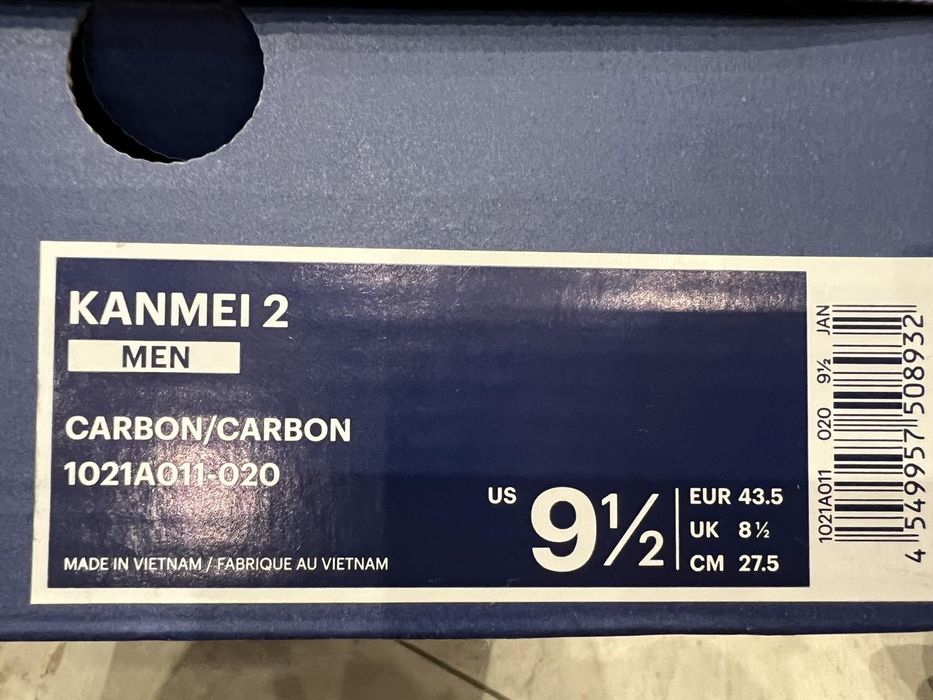 KANMEI 2
MEN
CARBON/CARBON
1021A011-020
MADE IN VIETNAM / FABRIQUE AU VIETNAM
US 9½
EUR 43.5
UK 8½
CM 27.5
1021A011 020 9½ JAN
4 549957 508932